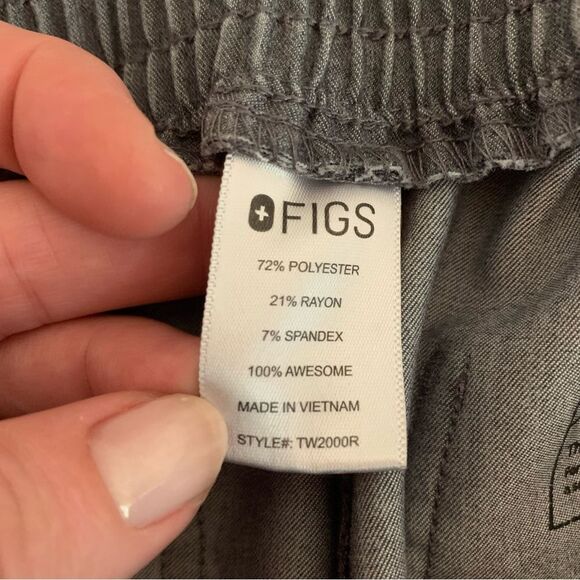 FIGS
72% POLYESTER
21% RAYON
7% SPANDEX
100% AWESOME
MADE IN VIETNAM
STYLE#: TW2000R